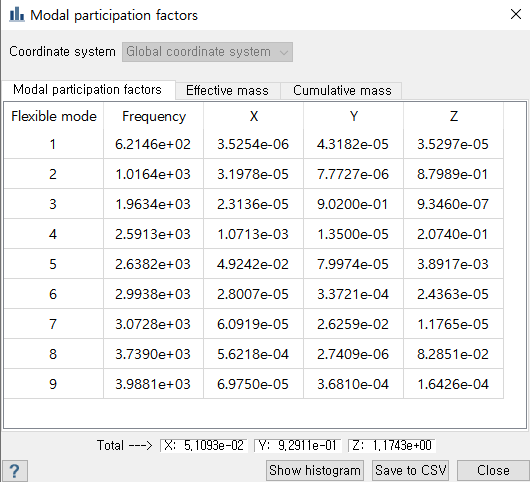 Modal participation factors
Coordinate system Global coordinate system
Modal participation factors Effective mass Cumulative mass
Flexible mode Frequency X Y Z
1 6.2146e+02 3.5254e-06 4.3182e-05 3.5297e-05
2 1.0164e+03 3.1978e-05 7.7727e-06 8.7989e-01
3 1.9634e+03 2.3136e-05 9.0200e-01 9.3460e-07
4 2.5913e+03 1.0713e-03 1.3500e-05 2.0740e-01
5 2.6382e+03 4.9242e-02 7.9974e-05 3.8917e-03
6 2.9938e+03 2.8007e-05 3.3721e-04 2.4365e-05
7 3.0728e+03 6.0919e-05 2.6259e-02 1.1765e-05
8 3.7390e+03 5.6218e-04 2.7409e-06 8.2851e-02
9 3.9881e+03 6.9750e-05 3.6810e-04 1.6426e-04
Total ---> X: 5,1093e-02 Y: 9,2911e-01 Z: 1,1743e+00
? Show histogram Save to CSV Close